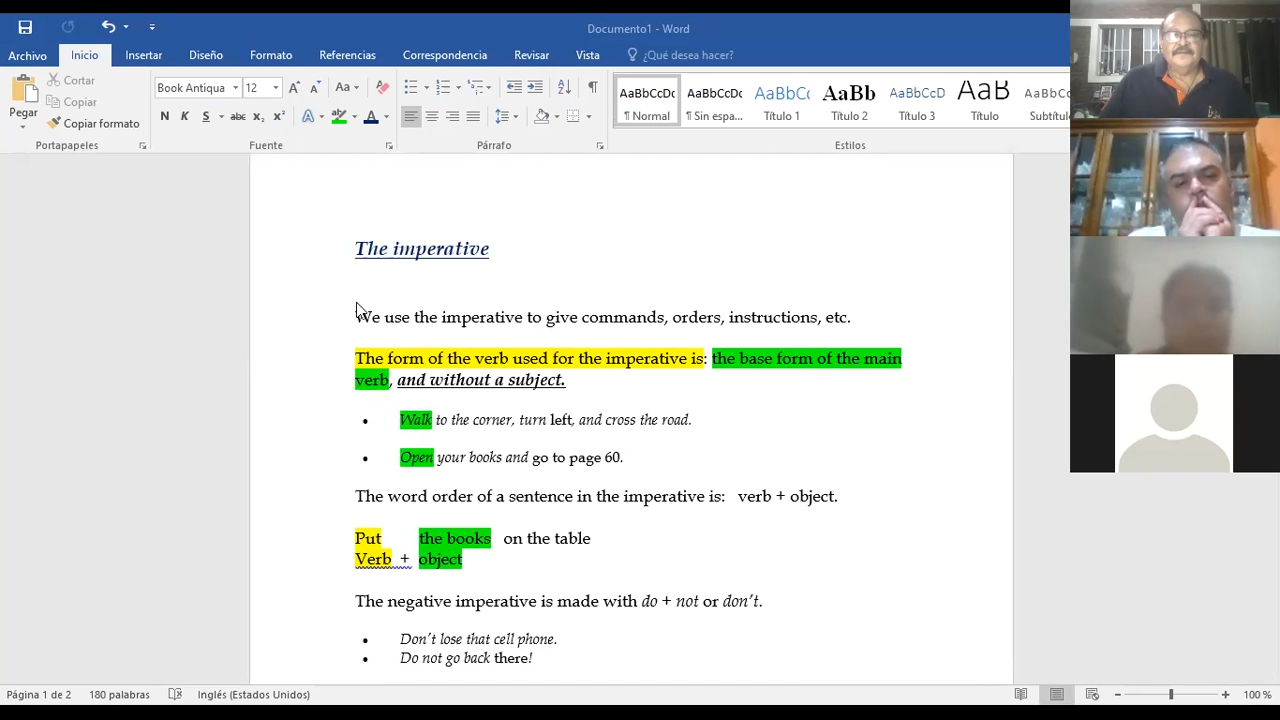 Documento1 - Word
Archivo Inicio Insertar Diseño Formato Referencias Correspondencia Revisar Vista ¿Qué desea hacer?
Pegar
Cortar
Copiar
Copiar formato
Portapapeles
Book Antiqua 12
Aa
N K S abc x₂ x²
A A
Fuente
Párrafo
AaBbCcDc AaBbCcDc AaBbCc AaBb AaBbCcD AaB AaBbCcD
¶ Normal ¶ Sin espa... Título 1 Título 2 Título 3 Título Subtítu
Estilos
The imperative
We use the imperative to give commands, orders, instructions, etc.
The form of the verb used for the imperative is: the base form of the main
verb, and without a subject.
• Walk to the corner, turn left, and cross the road.
• Open your books and go to page 60.
The word order of a sentence in the imperative is: verb + object.
Put the books on the table
Verb + object
The negative imperative is made with do + not or don't.
• Don't lose that cell phone.
• Do not go back there!
Página 1 de 2 190 palabras Inglés (Estados Unidos) 100 %